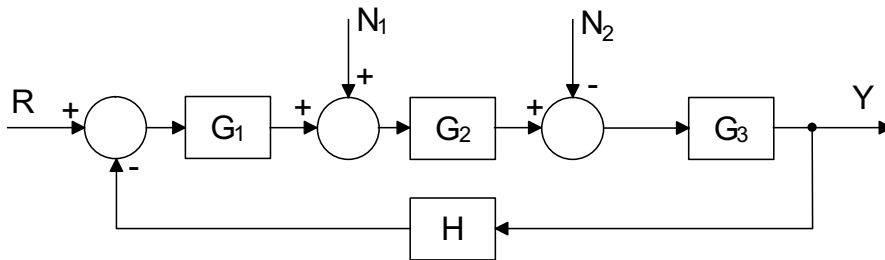 N₁
N₂
R
+
+
+
+
-
Y
G₁
G₂
G₃
-
H